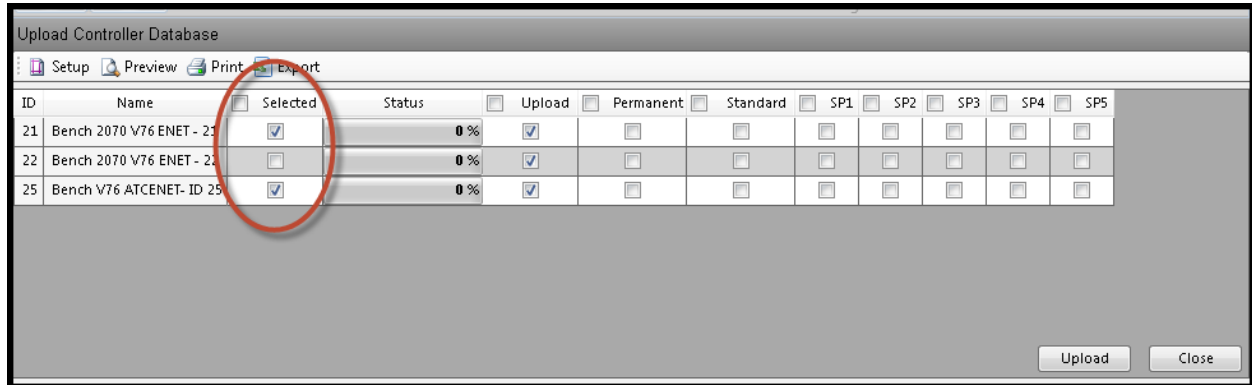 Upload Controller Database
Setup Preview Print Export
ID Name Selected Status Upload Permanent Standard SP1 SP2 SP3 SP4 SP5
21 Bench 2070 V76 ENET - 21 0 %
22 Bench 2070 V76 ENET - 22 0 %
25 Bench V76 ATCENET- ID 25 0 %
Upload Close